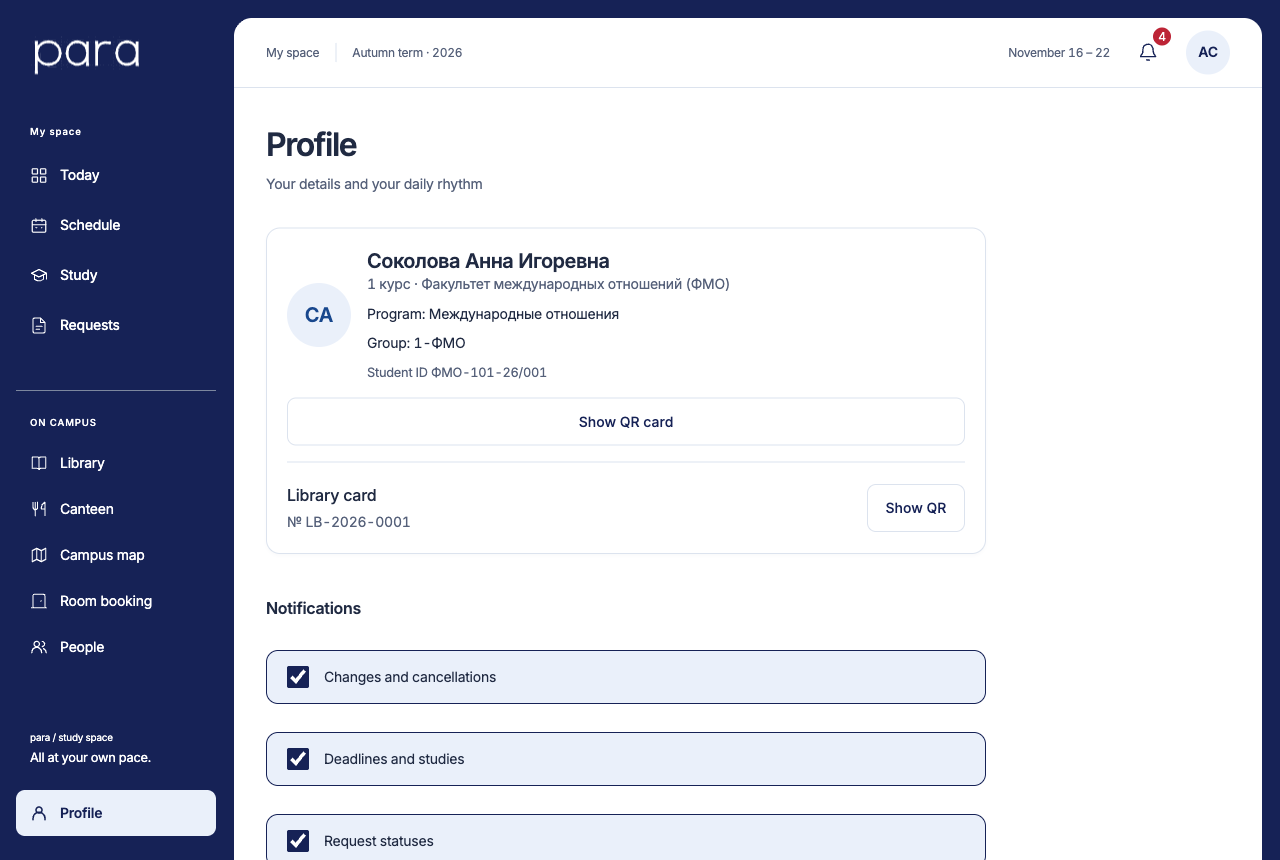 para
My space
Today
Schedule
Study
Requests
ON CAMPUS
Library
Canteen
Campus map
Room booking
People
para / study space
All at your own pace.
Profile
My space
Autumn term · 2026
November 16 – 22
4
AC
Profile
Your details and your daily rhythm
CA
Соколова Анна Игоревна
1 курс · Факультет международных отношений (ФМО)
Program: Международные отношения
Group: 1-ФМО
Student ID ФМО-101-26/001
Show QR card
Library card
№ LB-2026-0001
Show QR
Notifications
Changes and cancellations
Deadlines and studies
Request statuses